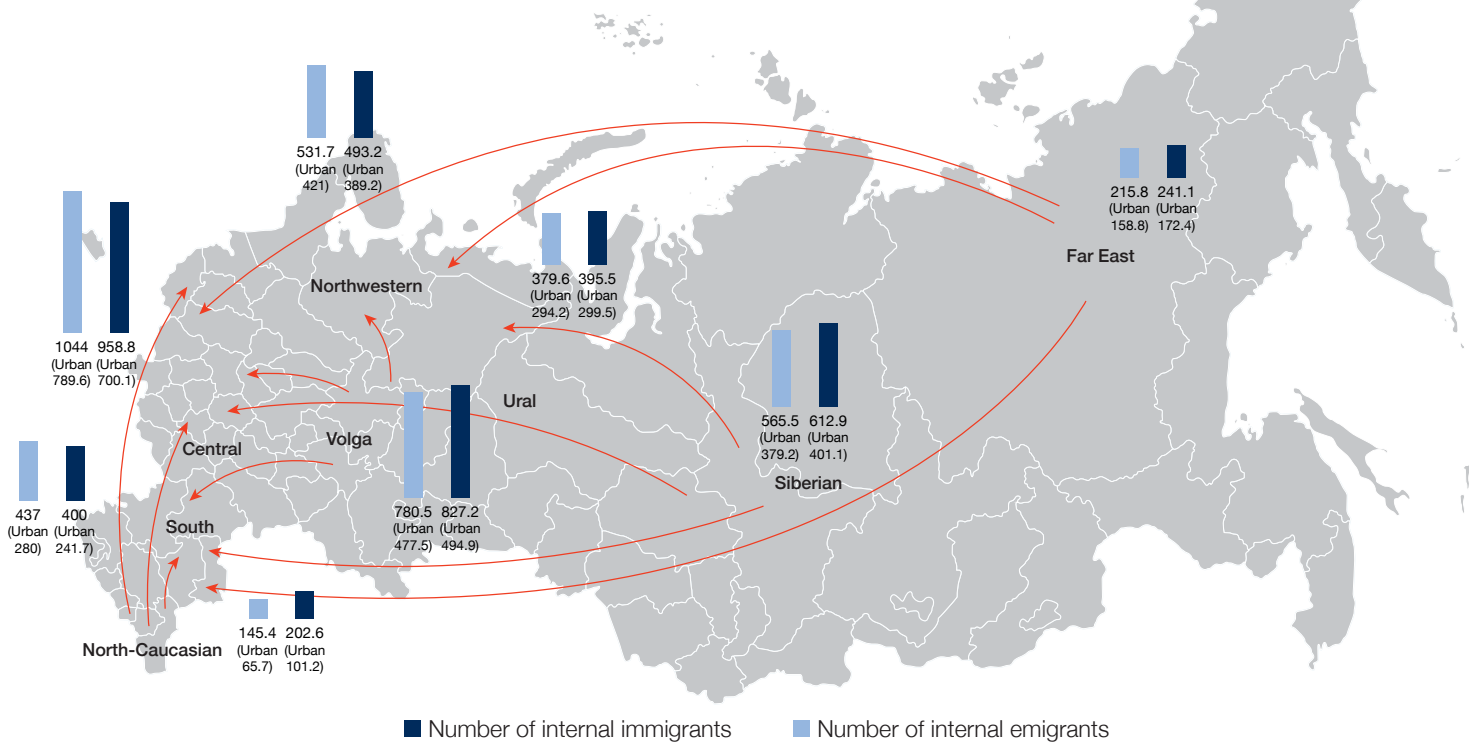 531.7 493.2
(Urban (Urban
421) 389.2)
215.8 241.1
(Urban (Urban
158.8) 172.4)
Far East
Northwestern
379.6 395.5
(Urban (Urban
294.2) 299.5)
1044 958.8
(Urban (Urban
789.6) 700.1)
Ural
565.5 612.9
(Urban (Urban
379.2) 401.1)
Siberian
Central
Volga
437 400
(Urban (Urban
280) 241.7)
South
780.5 827.2
(Urban (Urban
477.5) 494.9)
North-Caucasian
145.4 202.6
(Urban (Urban
65.7) 101.2)
Number of internal immigrants
Number of internal emigrants